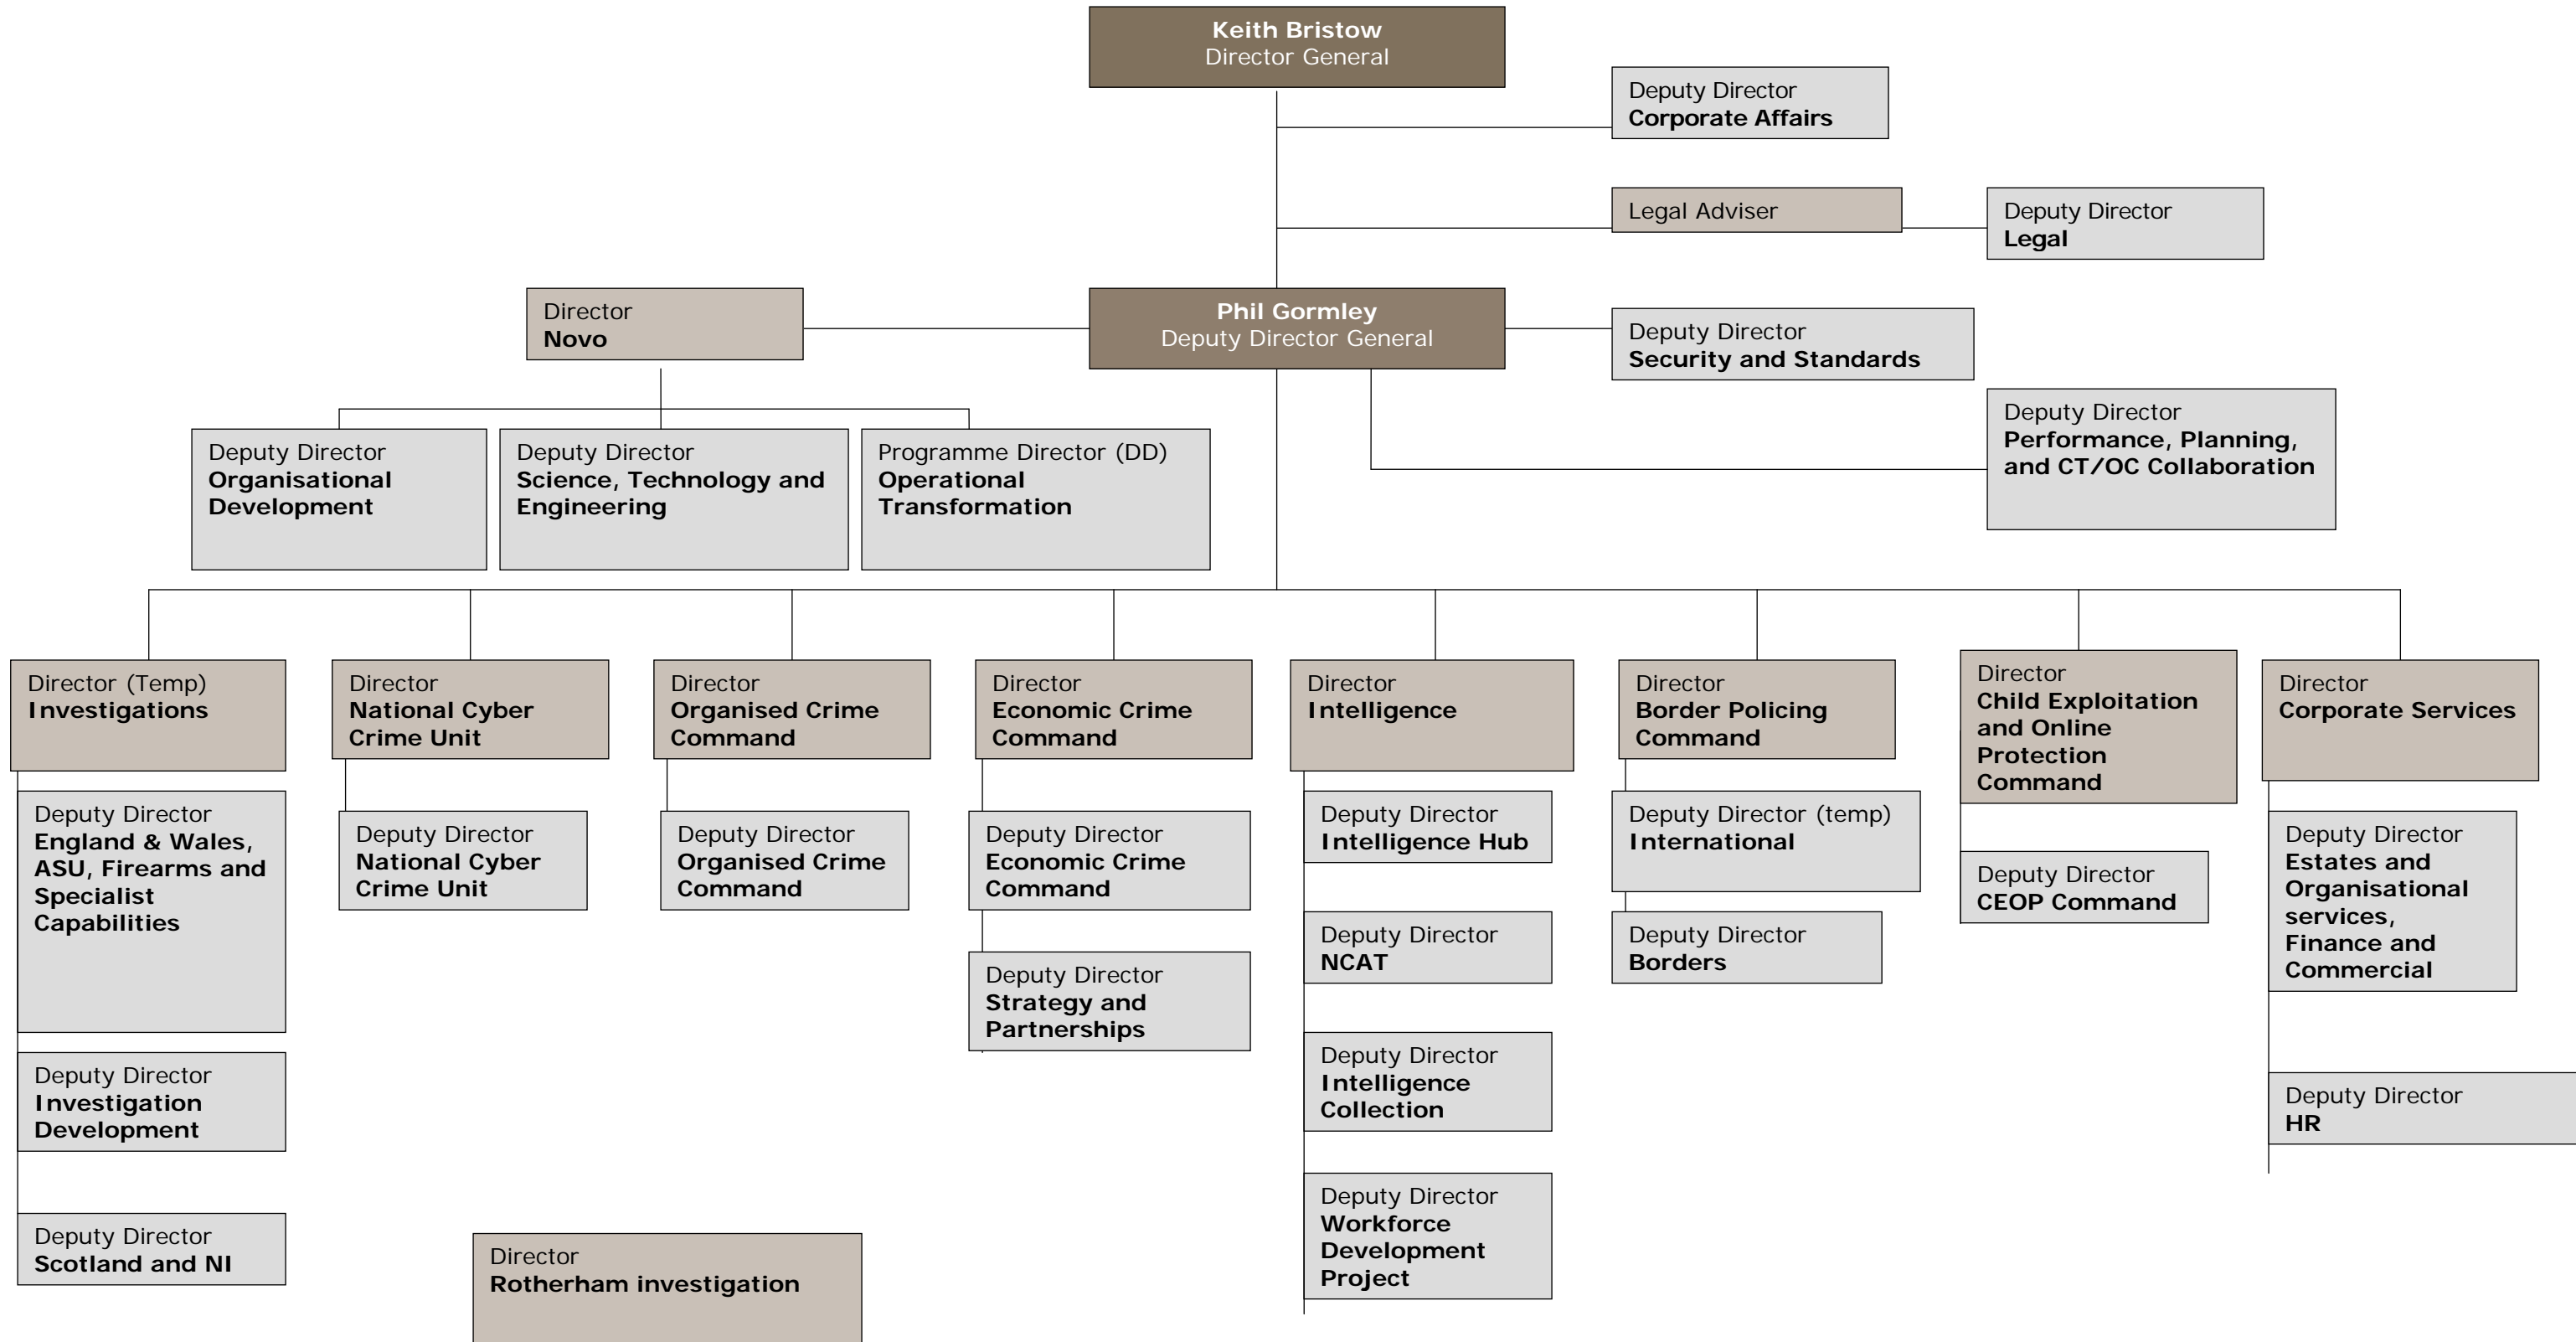 Keith Bristow
Director General
Deputy Director
Corporate Affairs
Legal Adviser
Deputy Director
Legal
Director
Novo
Phil Gormley
Deputy Director General
Deputy Director
Security and Standards
Deputy Director
Performance, Planning,
and CT/OC Collaboration
Deputy Director
Organisational
Development
Deputy Director
Science, Technology and
Engineering
Programme Director (DD)
Operational
Transformation
Director (Temp)
Investigations
Director
National Cyber
Crime Unit
Director
Organised Crime
Command
Director
Economic Crime
Command
Director
Intelligence
Director
Border Policing
Command
Director
Child Exploitation
and Online
Protection
Command
Director
Corporate Services
Deputy Director
England & Wales,
ASU, Firearms and
Specialist
Capabilities
Deputy Director
Investigation
Development
Deputy Director
Scotland and NI
Deputy Director
National Cyber
Crime Unit
Deputy Director
Organised Crime
Command
Deputy Director
Economic Crime
Command
Deputy Director
Strategy and
Partnerships
Deputy Director
Intelligence Hub
Deputy Director
NCAT
Deputy Director
Intelligence
Collection
Deputy Director
Workforce
Development
Project
Deputy Director (temp)
International
Deputy Director
Borders
Deputy Director
CEOP Command
Deputy Director
Estates and
Organisational
services,
Finance and
Commercial
Deputy Director
HR
Director
Rotherham investigation